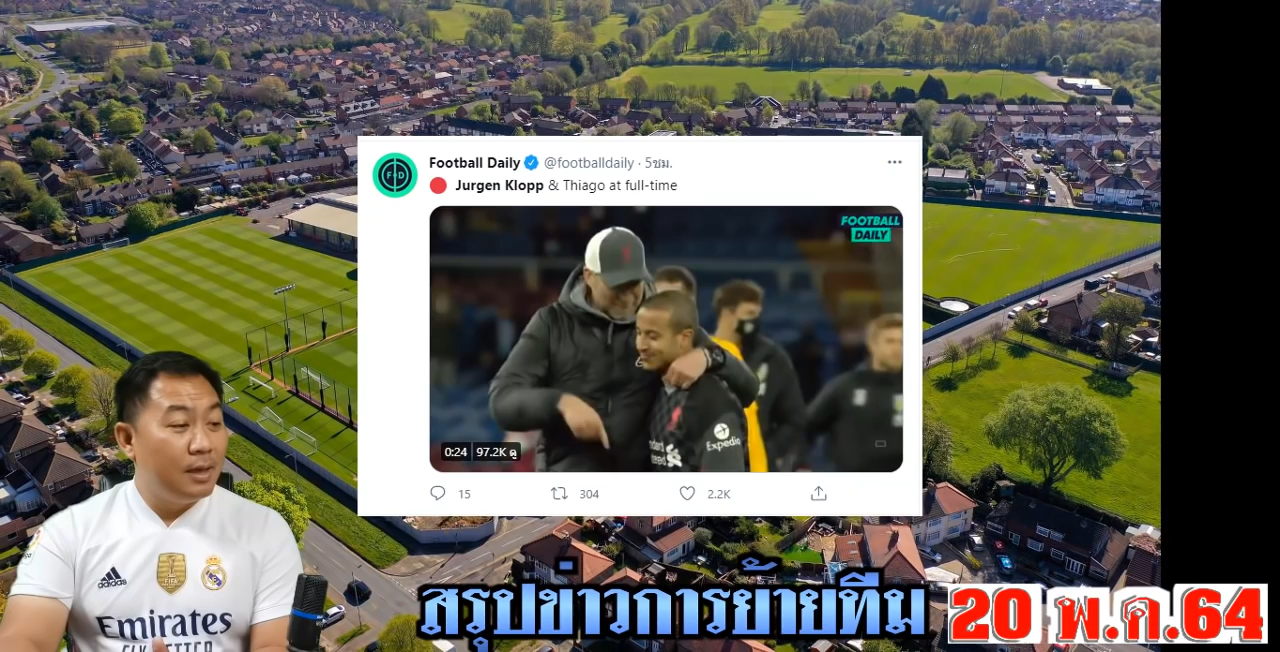 Football Daily @footballdaily · 5ชม.
Jurgen Klopp & Thiago at full-time
FOOTBALL
DAILY
Expedia
0:24 97.2K ดู
15 304 2.2K
adidas
Emirates
FLY BETTER
สรุปข่าวการย้ายทีม 20 พ.ค.64